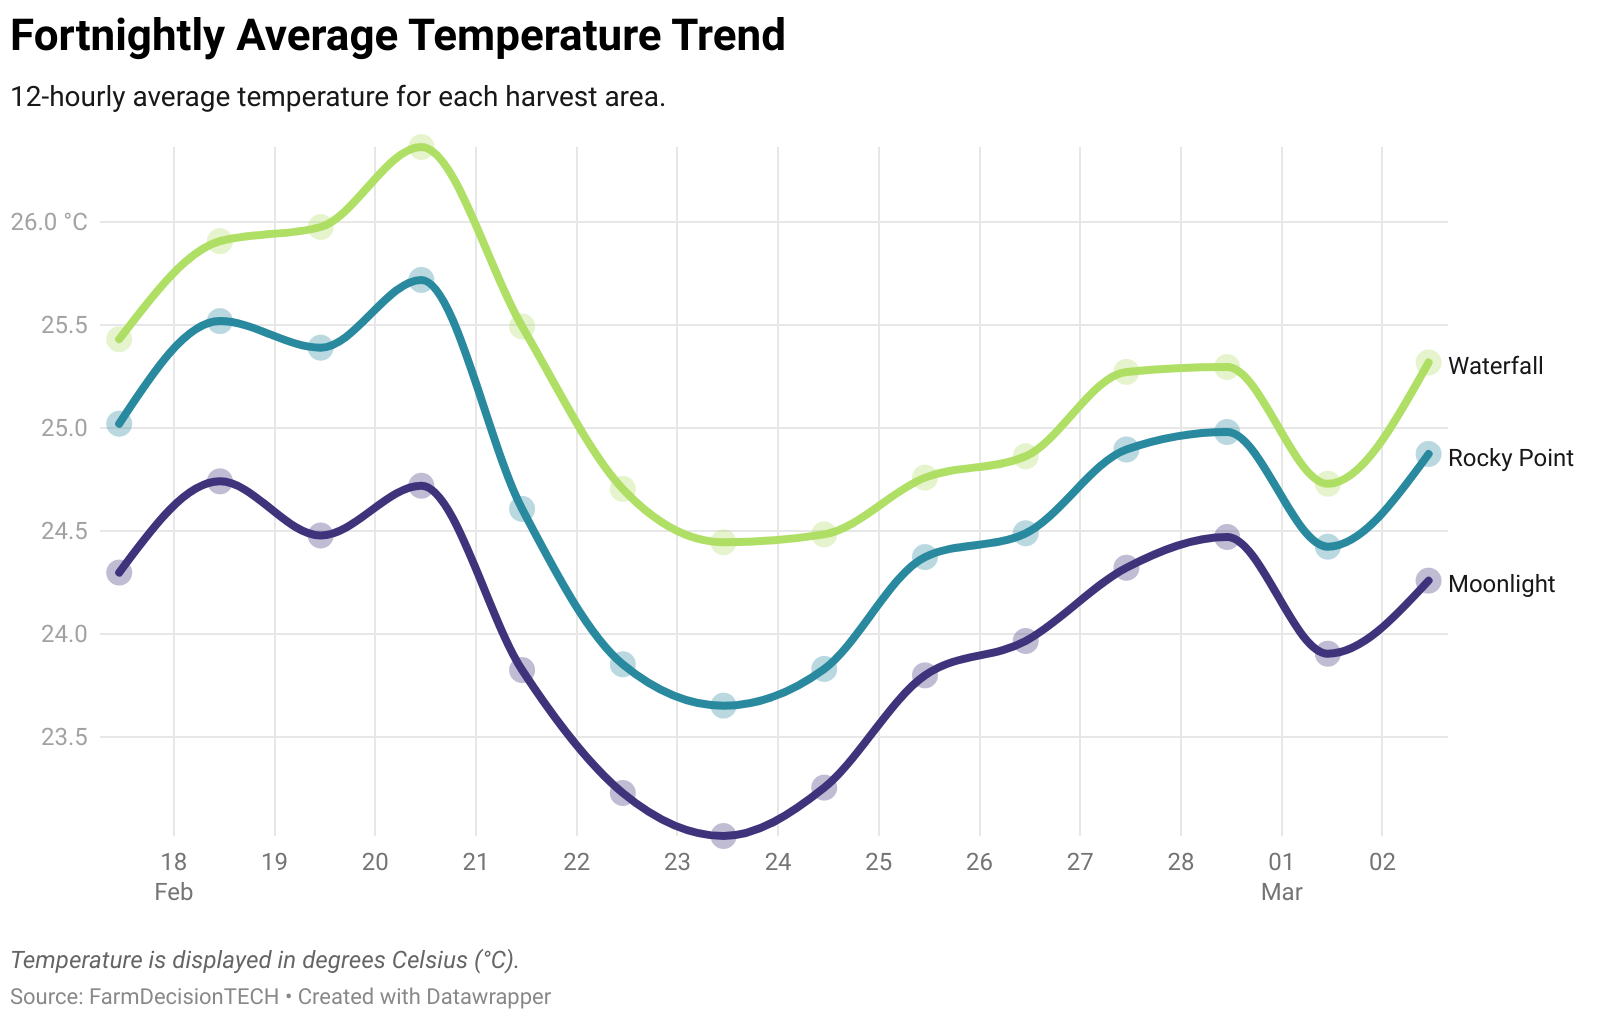 Fortnightly Average Temperature Trend
12-hourly average temperature for each harvest area.
26.0 °C
25.5
25.0
24.5
24.0
23.5
Waterfall
Rocky Point
Moonlight
18 19 20 21 22 23 24 25 26 27 28 01 02
Feb Mar
Temperature is displayed in degrees Celsius (°C).
Source: FarmDecisionTECH • Created with Datawrapper